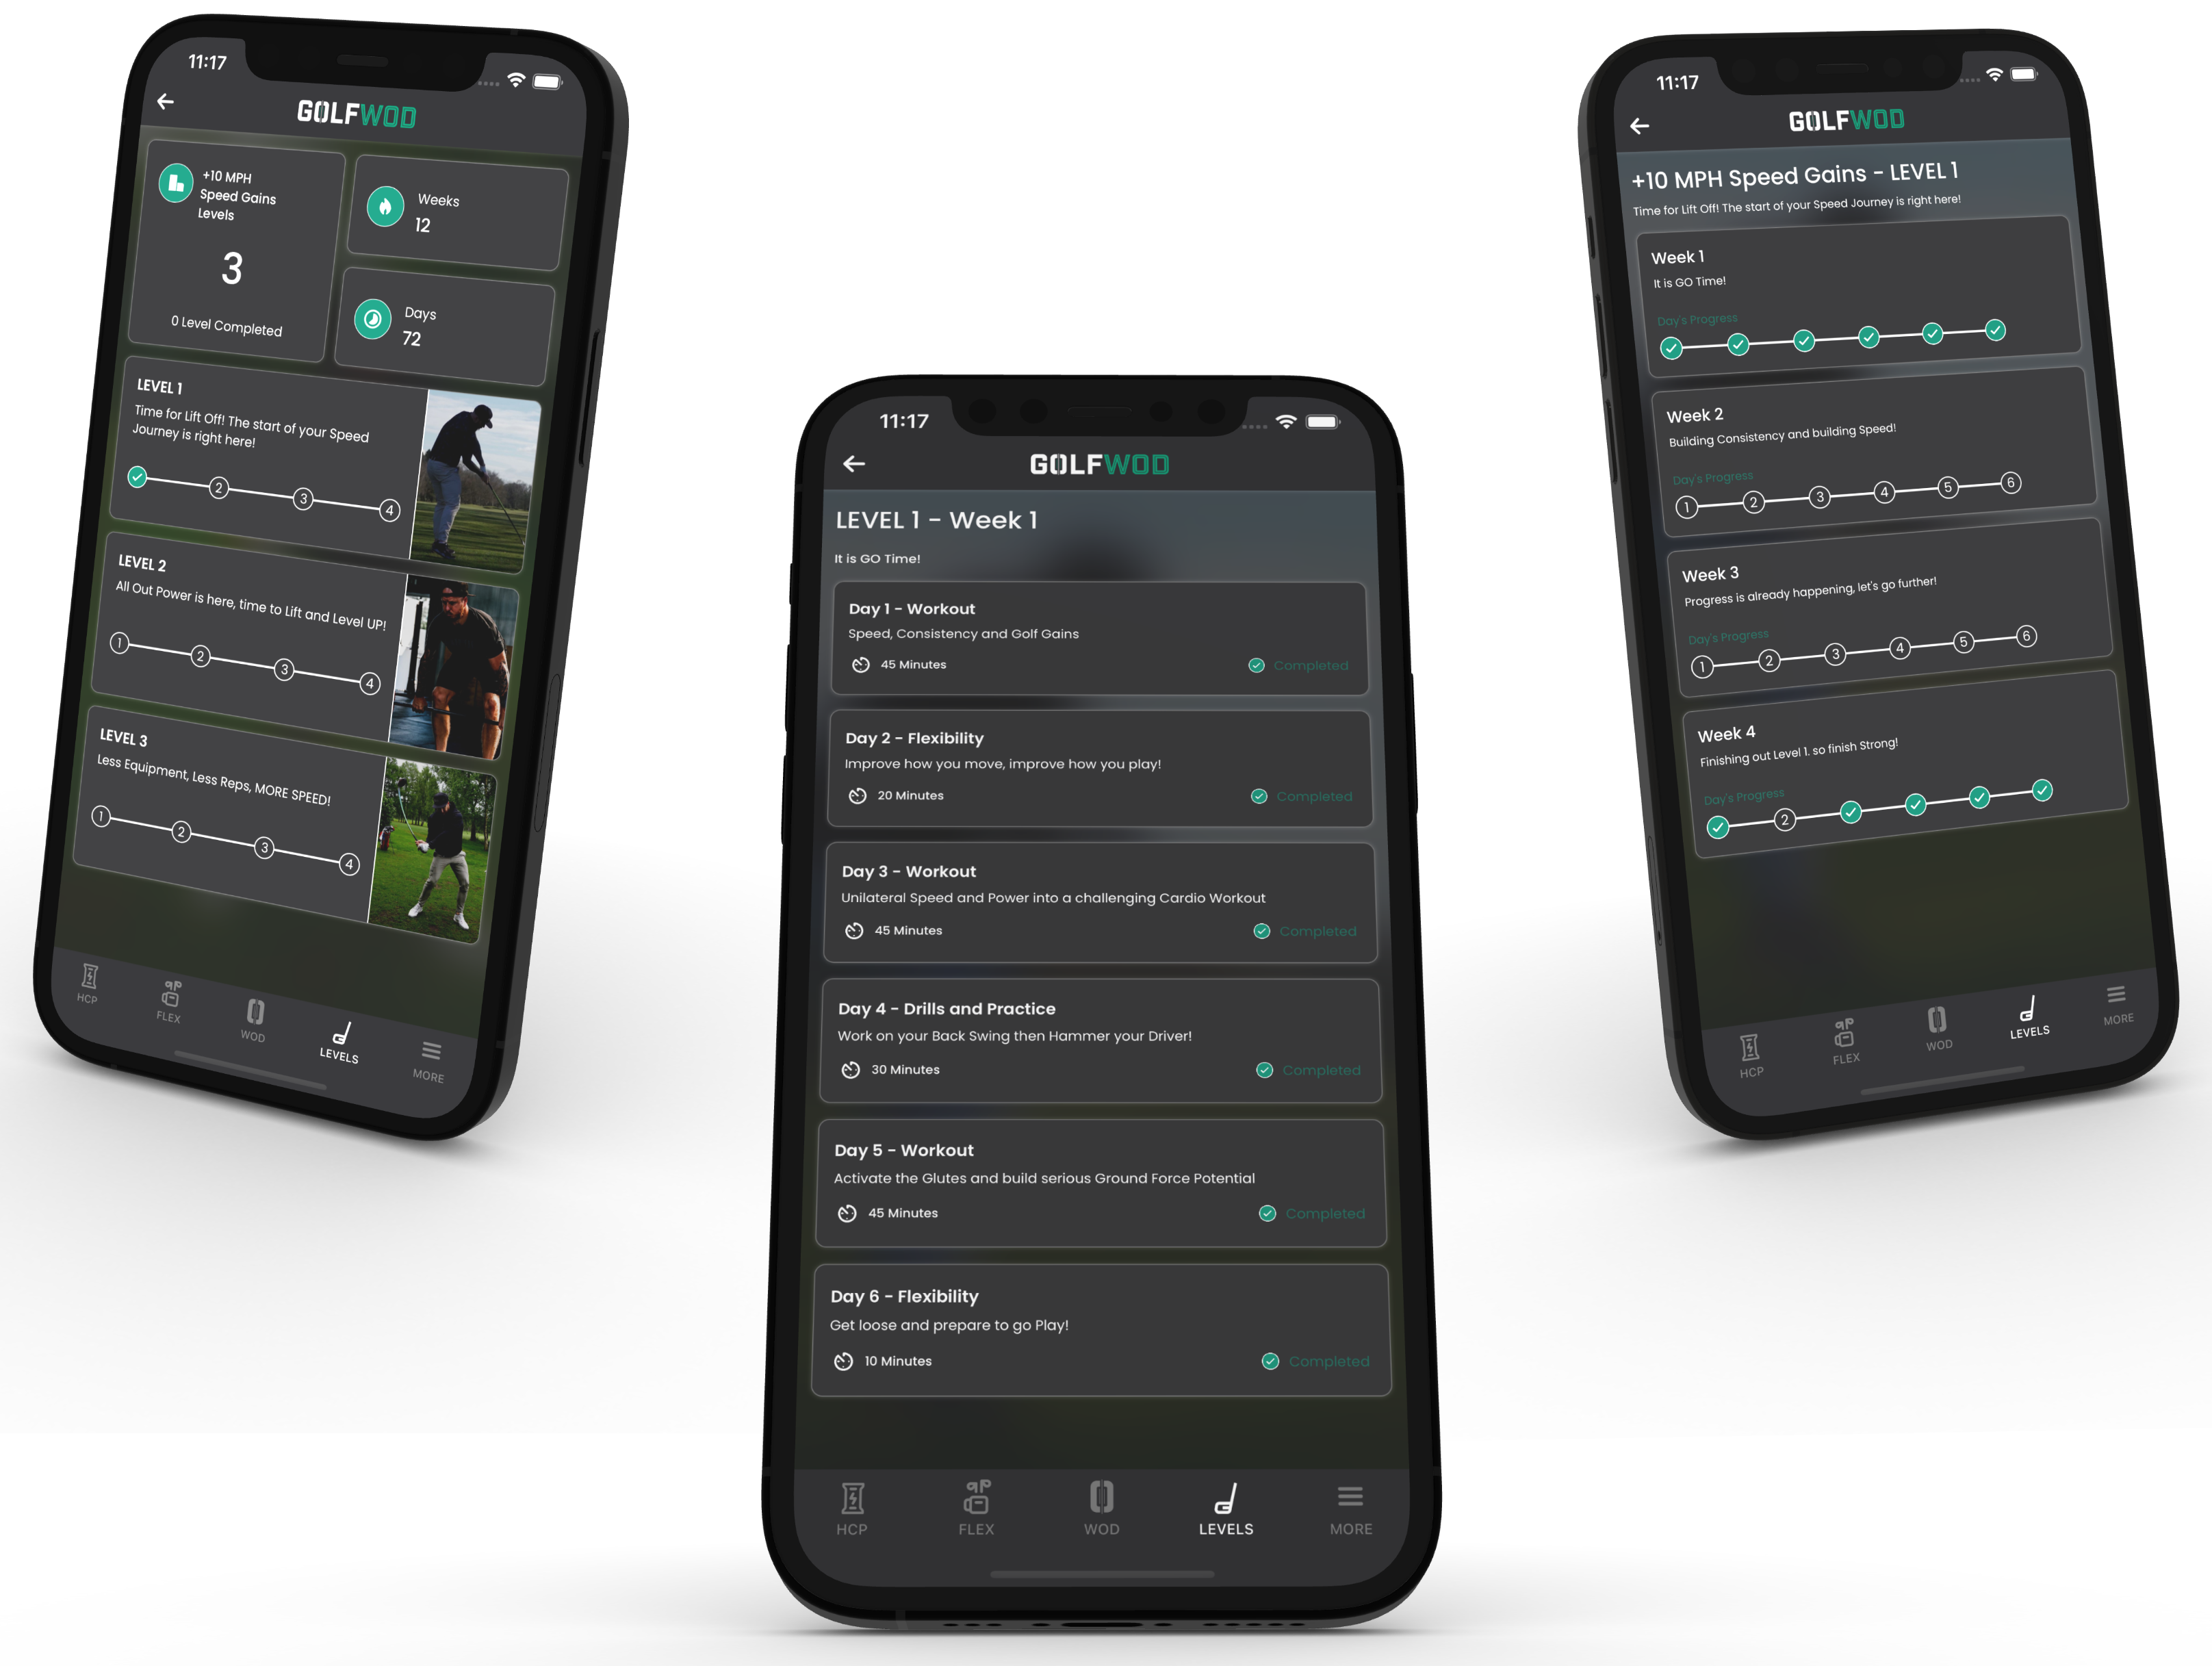 11:17
GOLFWOD
+10 MPH
Speed Gains
Levels
3
0 Level Completed
Weeks
12
Days
72
LEVEL 1
Time for Lift Off! The start of your Speed
Journey is right here!
2 3 4
LEVEL 2
All Out Power is here, time to Lift and Level UP!
1 2 3 4
LEVEL 3
Less Equipment, Less Reps, MORE SPEED!
1 2 3 4
HCP FLEX WOD LEVELS MORE
11:17
GOLFWOD
LEVEL 1 - Week 1
It is GO Time!
Day 1 - Workout
Speed, Consistency and Golf Gains
45 Minutes Completed
Day 2 - Flexibility
Improve how you move, improve how you play!
20 Minutes Completed
Day 3 - Workout
Unilateral Speed and Power into a challenging Cardio Workout
45 Minutes Completed
Day 4 - Drills and Practice
Work on your Back Swing then Hammer your Driver!
30 Minutes Completed
Day 5 - Workout
Activate the Glutes and build serious Ground Force Potential
45 Minutes Completed
Day 6 - Flexibility
Get loose and prepare to go Play!
10 Minutes Completed
HCP FLEX WOD LEVELS MORE
11:17
GOLFWOD
+10 MPH Speed Gains - LEVEL 1
Time for Lift Off! The start of your Speed Journey is right here!
Week 1
It is GO Time!
Day's Progress
Week 2
Building Consistency and building Speed!
Day's Progress
1 2 3 4 5 6
Week 3
Progress is already happening, let's go further!
Day's Progress
1 2 3 4 5 6
Week 4
Finishing out Level 1. so finish Strong!
Day's Progress
2
HCP FLEX WOD LEVELS MORE